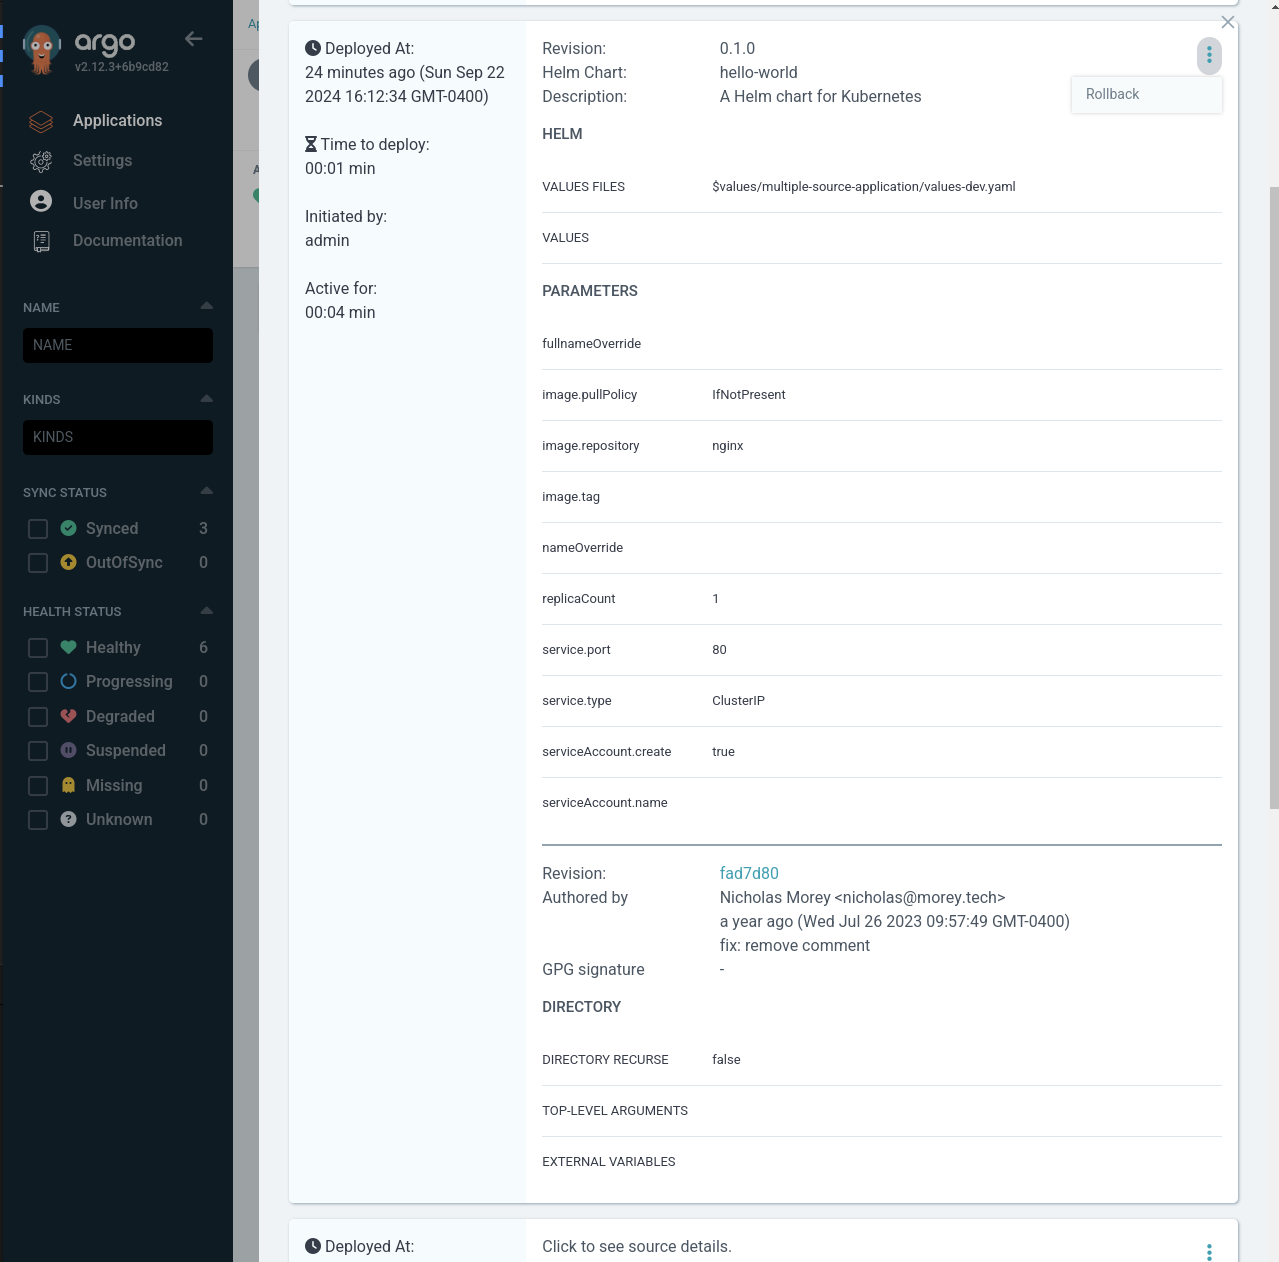 argo
v2.12.3+6b9cd82
Applications
Settings
User Info
Documentation
NAME
NAME
KINDS
KINDS
SYNC STATUS
Synced 3
OutOfSync 0
HEALTH STATUS
Healthy 6
Progressing 0
Degraded 0
Suspended 0
Missing 0
Unknown 0
Ap
A
Deployed At:
24 minutes ago (Sun Sep 22
2024 16:12:34 GMT-0400)
Time to deploy:
00:01 min
Initiated by:
admin
Active for:
00:04 min
Revision: 0.1.0
Helm Chart: hello-world
Description: A Helm chart for Kubernetes
Rollback
HELM
VALUES FILES $values/multiple-source-application/values-dev.yaml
VALUES
PARAMETERS
fullnameOverride
image.pullPolicy IfNotPresent
image.repository nginx
image.tag
nameOverride
replicaCount 1
service.port 80
service.type ClusterIP
serviceAccount.create true
serviceAccount.name
Revision: fad7d80
Authored by Nicholas Morey <nicholas@morey.tech>
a year ago (Wed Jul 26 2023 09:57:49 GMT-0400)
fix: remove comment
GPG signature -
DIRECTORY
DIRECTORY RECURSE false
TOP-LEVEL ARGUMENTS
EXTERNAL VARIABLES
Deployed At:
Click to see source details.